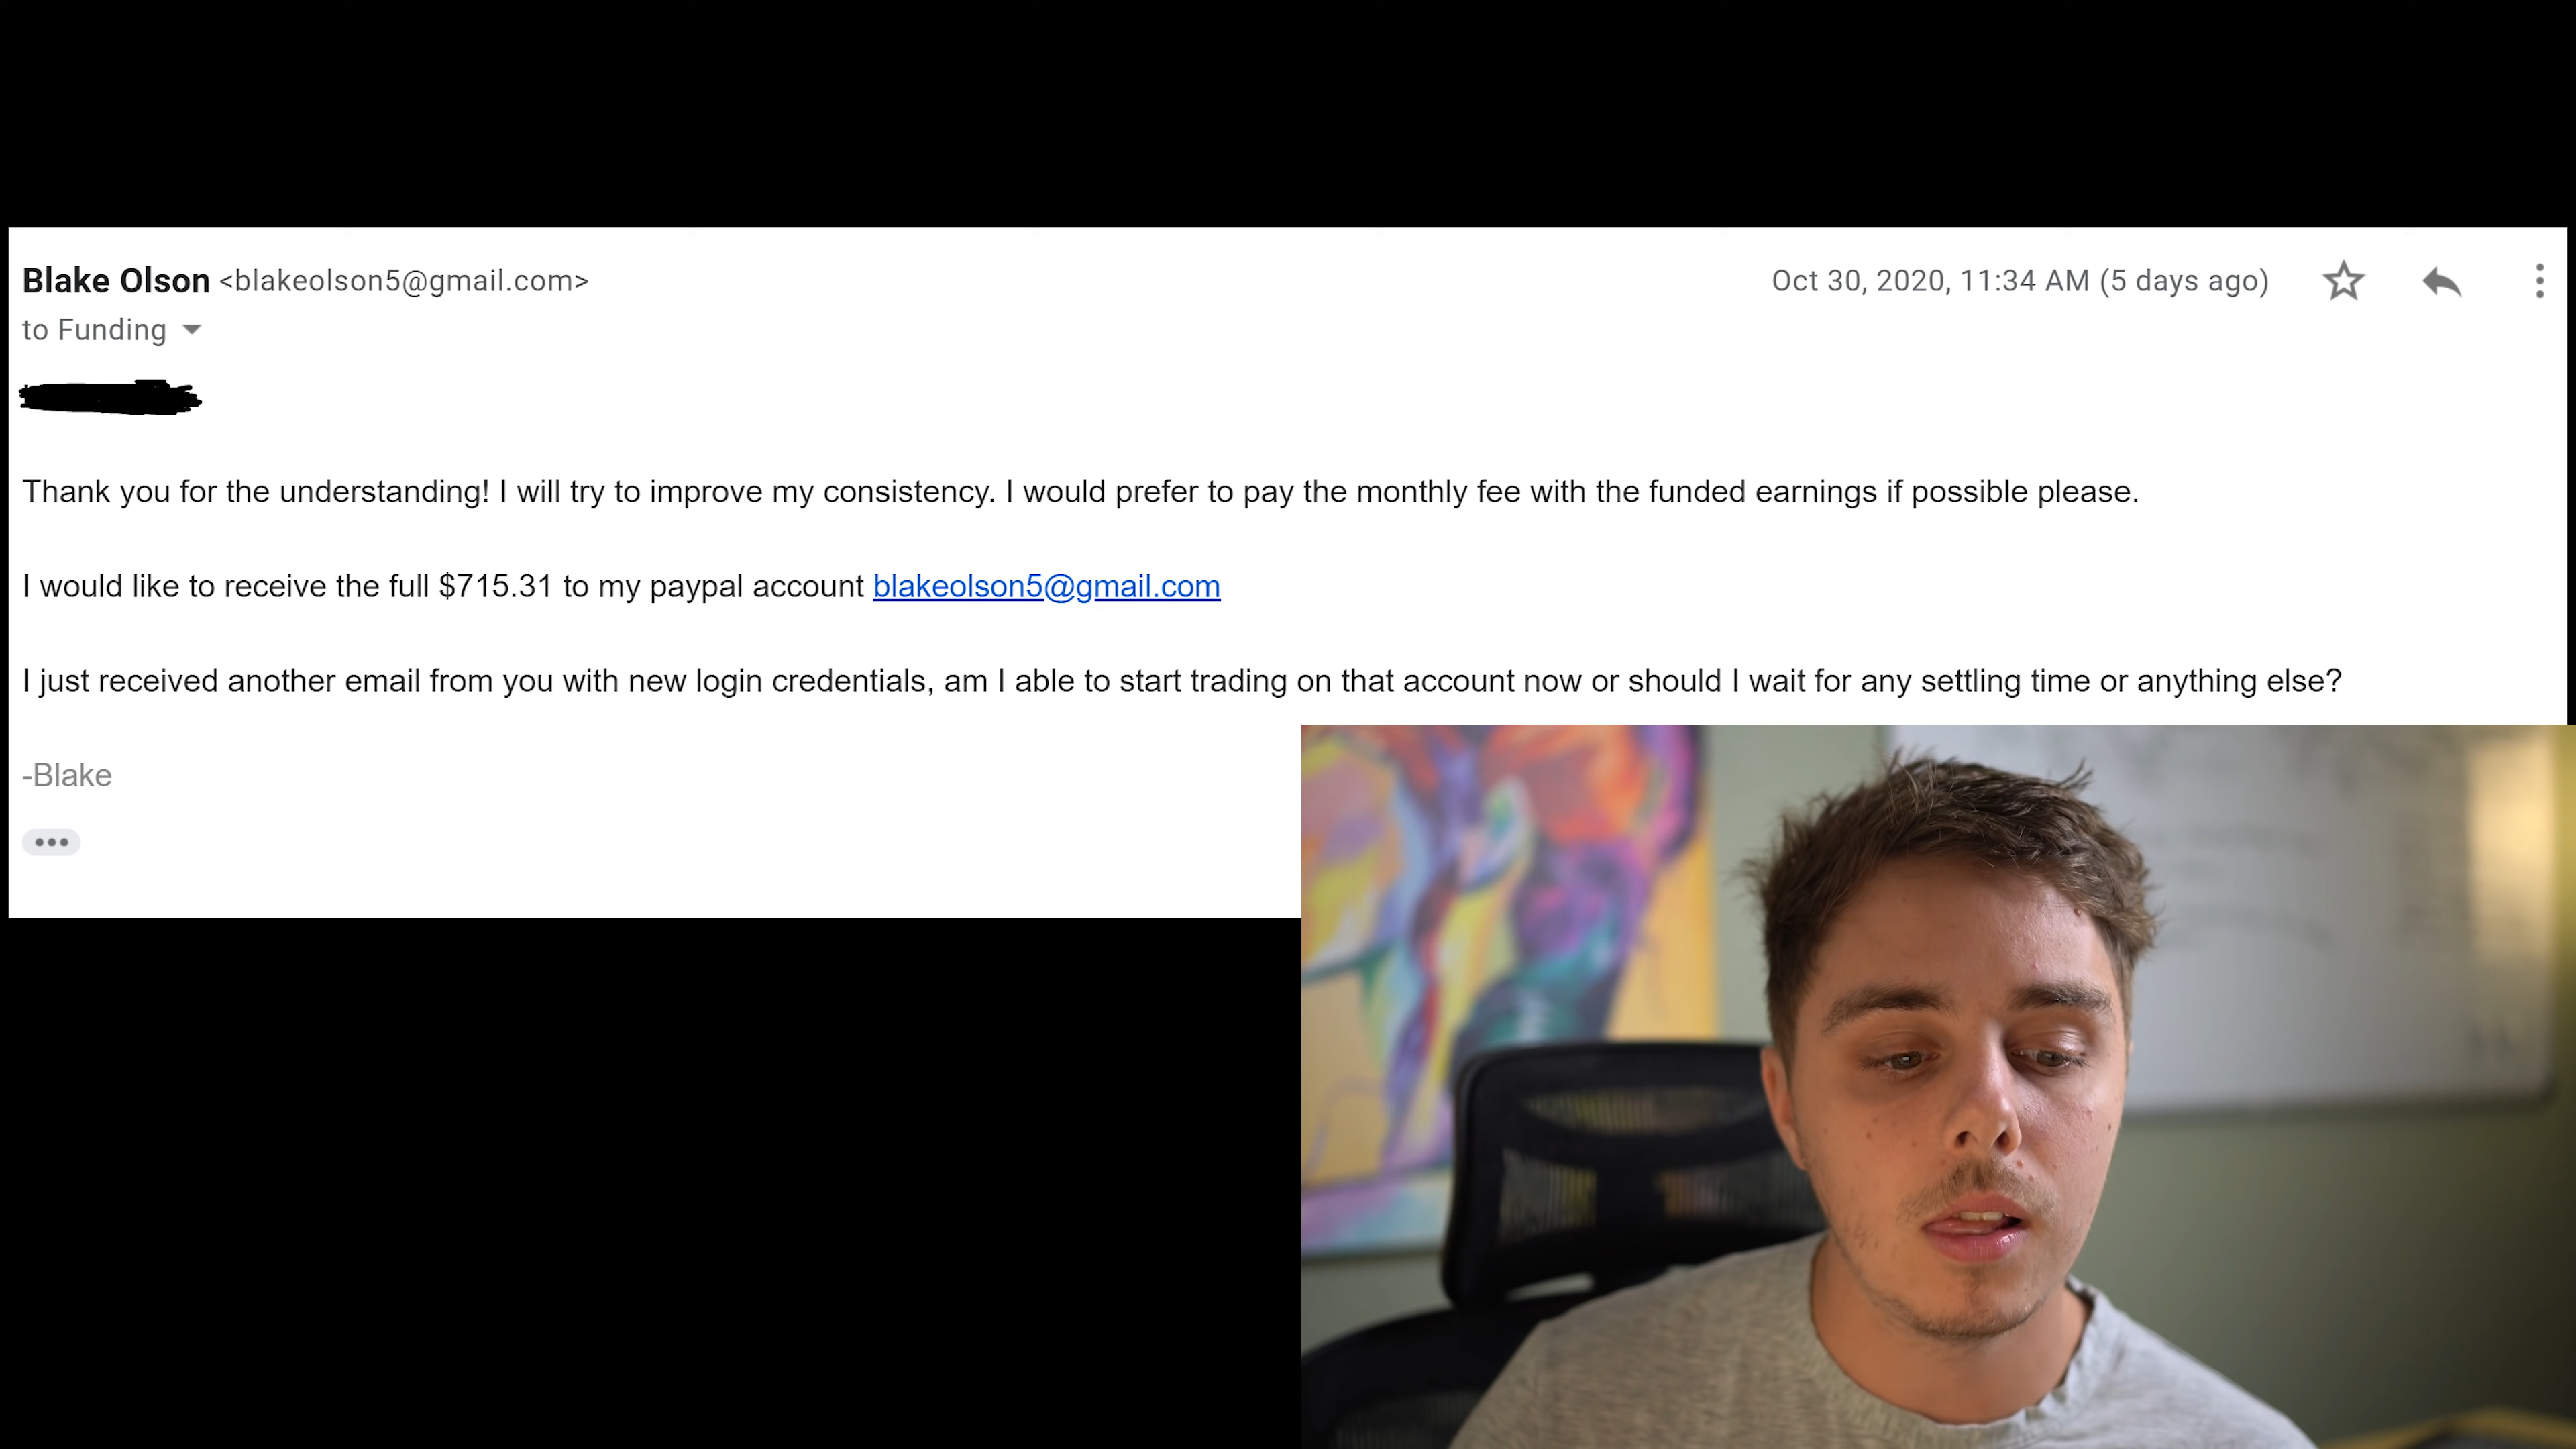 Blake Olson <blakeolson5@gmail.com>
Oct 30, 2020, 11:34 AM (5 days ago)
to Funding
Thank you for the understanding! I will try to improve my consistency. I would prefer to pay the monthly fee with the funded earnings if possible please.
I would like to receive the full $715.31 to my paypal account blakeolson5@gmail.com
I just received another email from you with new login credentials, am I able to start trading on that account now or should I wait for any settling time or anything else?
-Blake